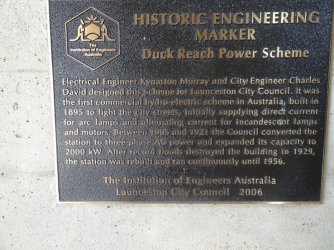 HISTORIC ENGINEERING
MARKER
Duck Reach Power Scheme
The
Institution of Engineers
Australia
Electrical Engineer Kynaston Murray and City Engineer Charles
David designed this Scheme for Launceston City Council. It was
the first commercial hydro-electric scheme in Australia, built in
1895 to light the city streets, initially supplying direct current
for arc lamps and alternating current for incandescent lamps
and motors. Between 1905 and 1921 the Council converted the
station to three-phase AC power and expanded its capacity to
2000 kW. After record floods destroyed the building in 1929,
the station was rebuilt and ran continuously until 1956.
The Institution of Engineers Australia
Launceston City Council 2006